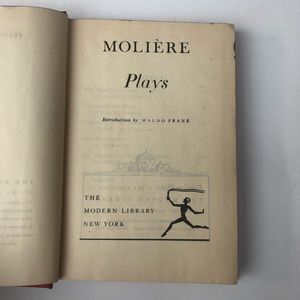 MOLIÈRE
Plays
Introduction by WALDO FRANK
THE
MODERN LIBRARY
NEW YORK